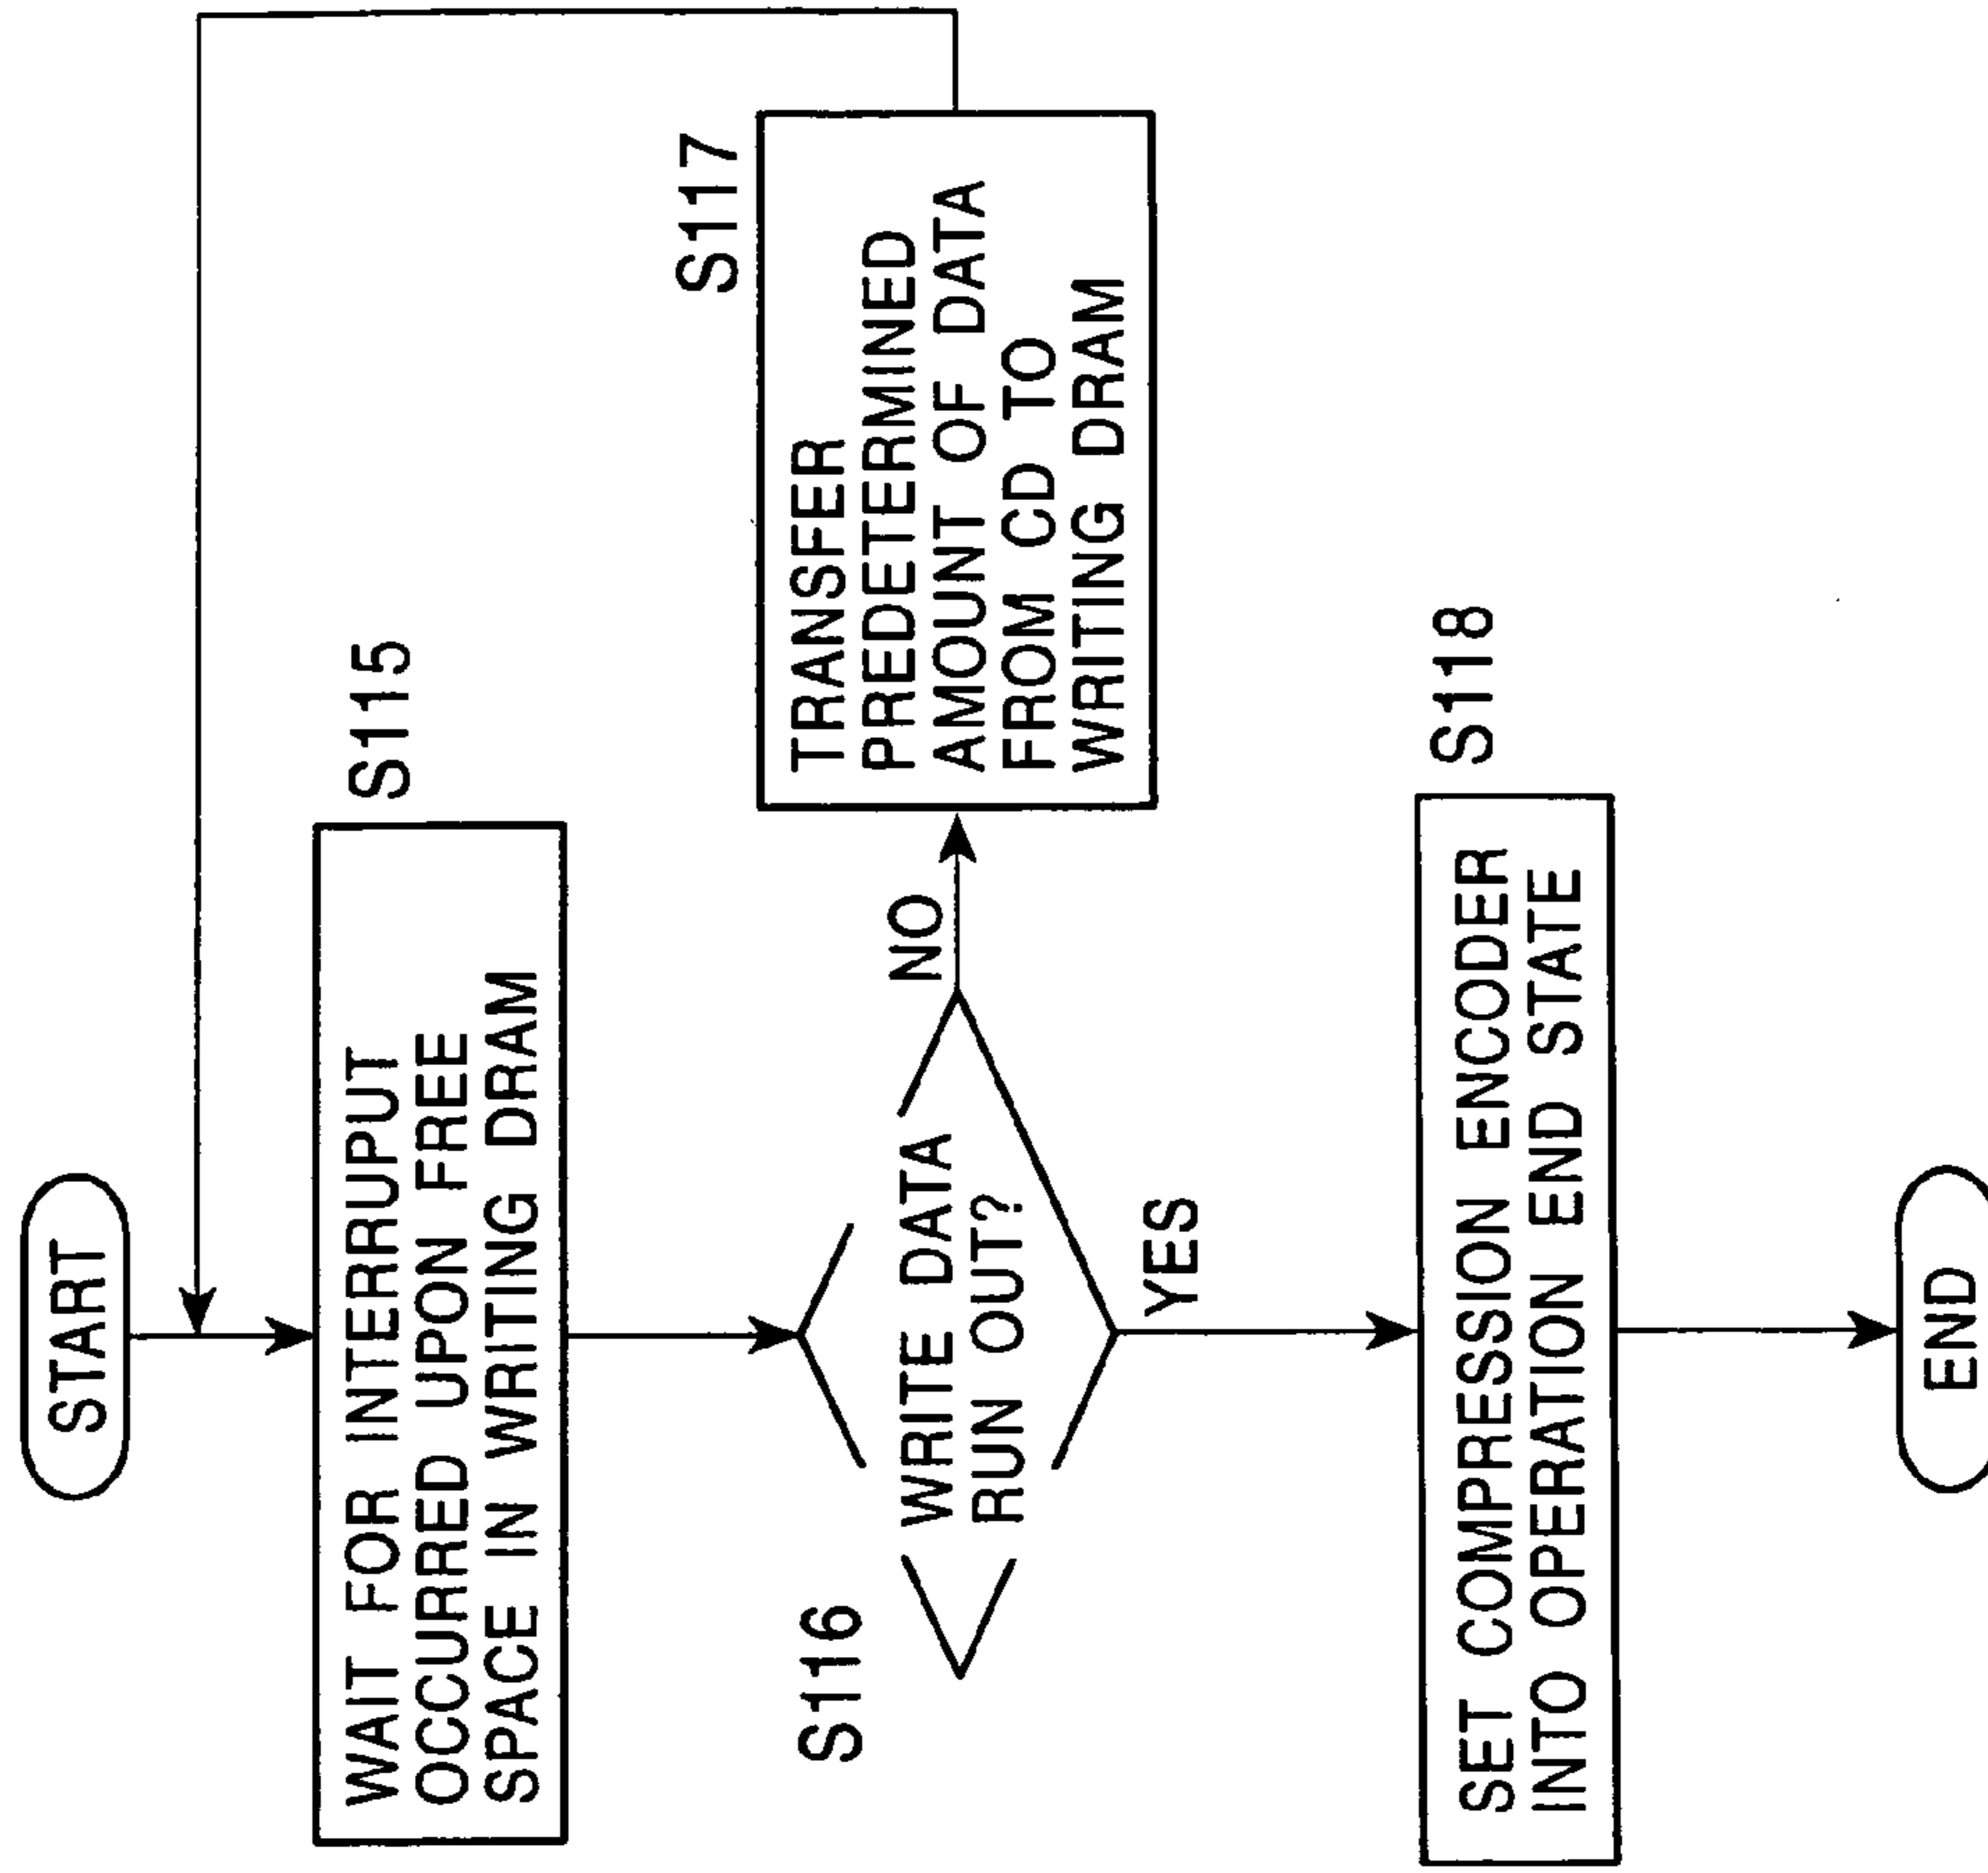 START
S115
WAIT FOR INTERRUPUT
OCCURRED UPON FREE
SPACE IN WRITING DRAM
S116
WRITE DATA
RUN OUT?
NO
S117
TRANSFER
PREDETERMINED
AMOUNT OF DATA
FROM CD TO
WRITING DRAM
YES
S118
SET COMPRESSION ENCODER
INTO OPERATION END STATE
END